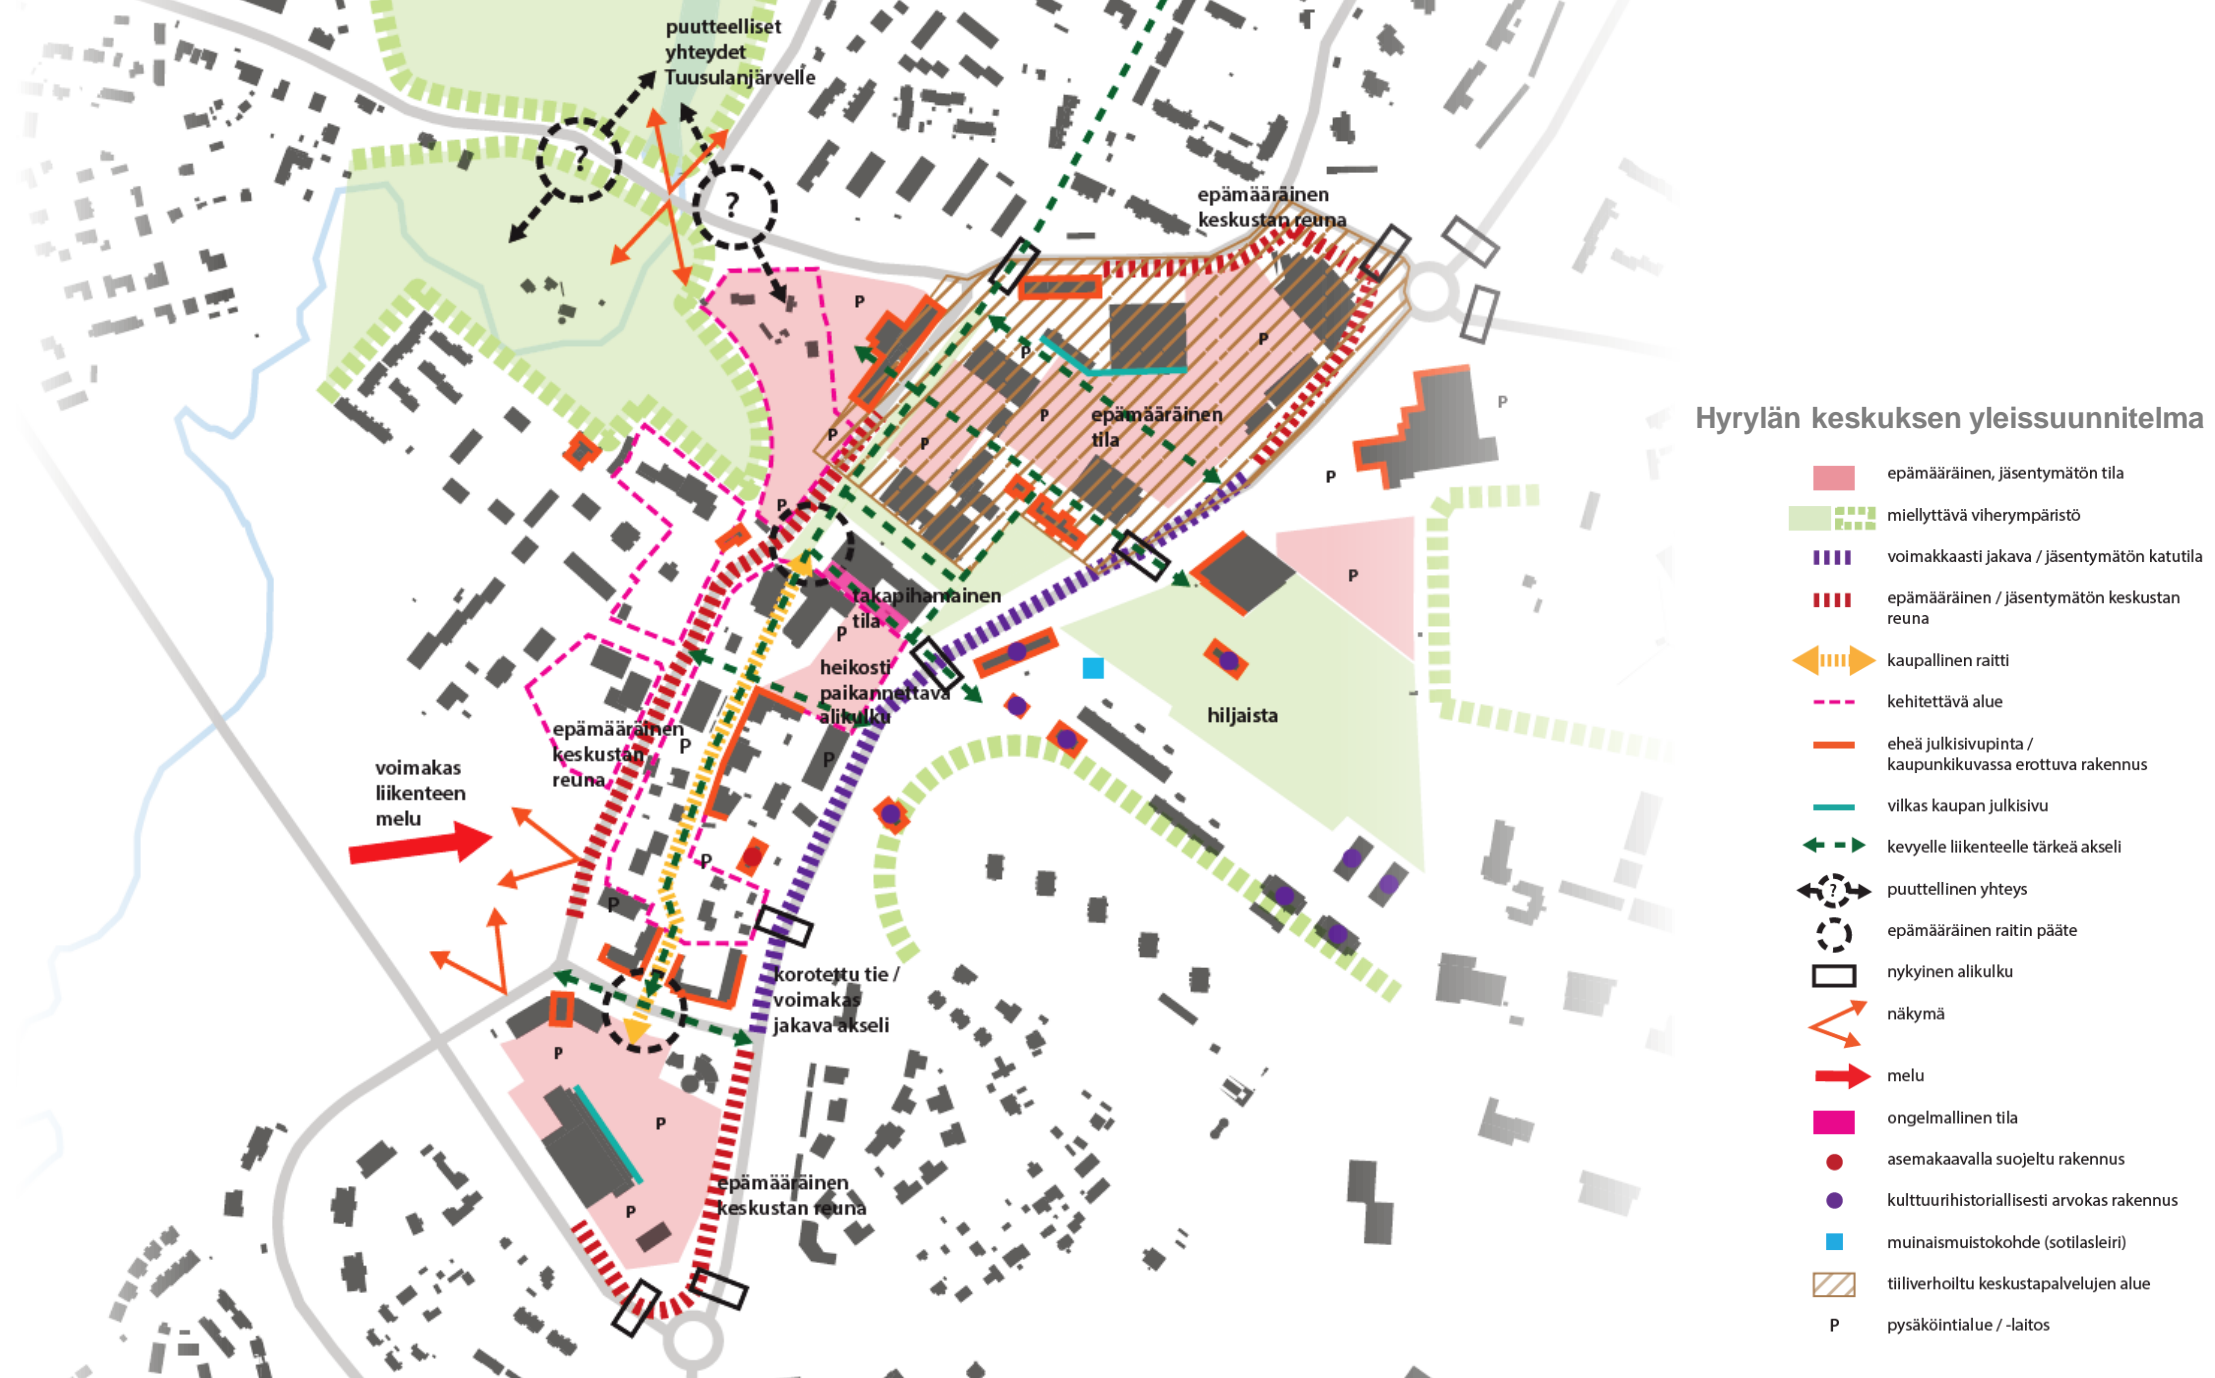 puutteelliset
yhteydet
Tuusulanjärvelle
?
?
epämääräinen
keskustan reuna
P
P
P
P
P
P
P
P
P
P
P
epämääräinen
tila
takapihamainen
tila
P
heikosti
paikannettava
alikulku
hiljaista
epämääräinen
keskustan
reuna
P
P
voimakas
liikenteen
melu
P
P
korotettu tie /
voimakas
jakava akseli
P
P
epämääräinen
keskustan reuna
P
Hyrylän keskuksen yleissuunnitelma
epämääräinen, jäsentymätön tila
miellyttävä viherympäristö
voimakkaasti jakava / jäsentymätön katutila
epämääräinen / jäsentymätön keskustan
reuna
kaupallinen raitti
kehitettävä alue
eheä julkisivupinta /
kaupunkikuvassa erottuva rakennus
vilkas kaupan julkisivu
kevyelle liikenteelle tärkeä akseli
? puuttellinen yhteys
epämääräinen raitin pääte
nykyinen alikulku
näkymä
melu
ongelmallinen tila
asemakaavalla suojeltu rakennus
kulttuurihistoriallisesti arvokas rakennus
muinaismuistokohde (sotilasleiri)
tiiliverhoiltu keskustapalvelujen alue
P pysäköintialue / -laitos